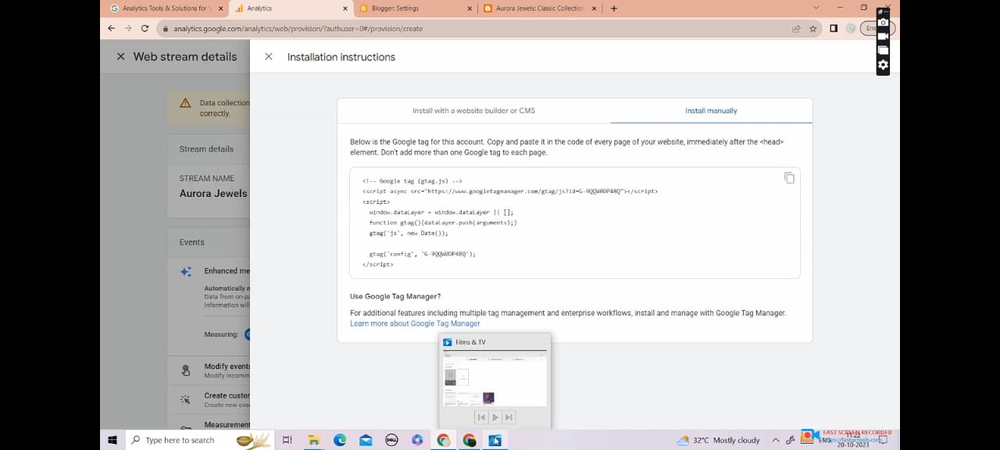 Analytics Tools & Solutions for
Analytics
Blogger: Settings
Aurora Jewels: Classic Collection
analytics.google.com/analytics/web/provision/?authuser=0#/provision/create
Web stream details
Installation instructions
Data collection
correctly.
Stream details
STREAM NAME
Aurora Jewels
Events
Enhanced me
Automatically
Data from on-pa
information will
Measuring:
Modify events
Modify incomin
Create custor
Create new eve
Measurement
Install with a website builder or CMS
Install manually
Below is the Google tag for this account. Copy and paste it in the code of every page of your website, immediately after the <head>
element. Don't add more than one Google tag to each page.
<!-- Google tag (gtag.js) -->
<script async src="https://www.googletagmanager.com/gtag/js?id=G-9QQW0DP4BQ"></script>
<script>
window.dataLayer = window.dataLayer || [];
function gtag(){dataLayer.push(arguments);}
gtag('js', new Date());
gtag('config', 'G-9QQW0DP4BQ');
</script>
Use Google Tag Manager?
For additional features including multiple tag management and enterprise workflows, install and manage with Google Tag Manager.
Learn more about Google Tag Manager
Films & TV
Type here to search
DELL
32°C Mostly cloudy
ENG
11:22
20-10-2023
FAST SCREEN RECORDER
https://fastpctools.com